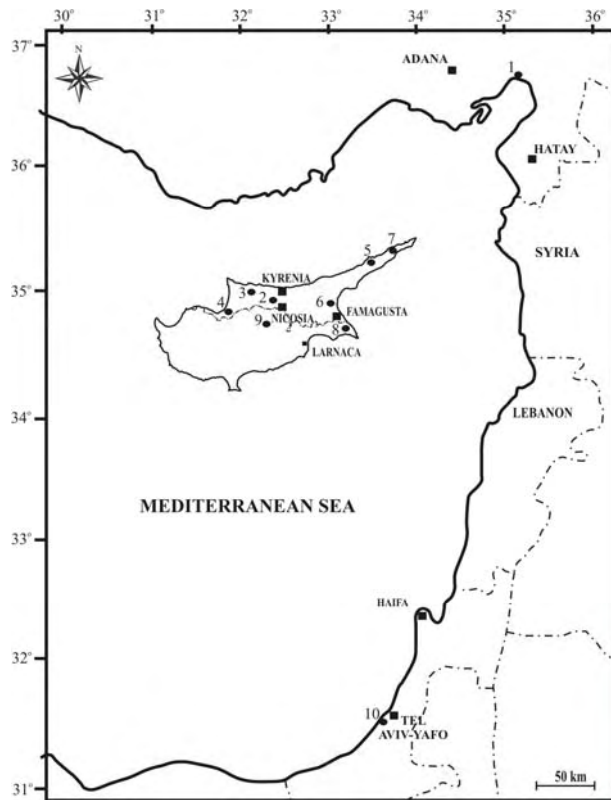 30° 31° 32° 33° 34° 35° 36°
37°
N
ADANA
1
HATAY
36°
7
5
SYRIA
KYRENIA
3
2
6
35°
4
FAMAGUSTA
NICOSIA
9
8
LARNACA
34°
LEBANON
MEDITERRANEAN SEA
33°
HAIFA
32°
10
TEL
AVIV-YAFO
31°
50 km